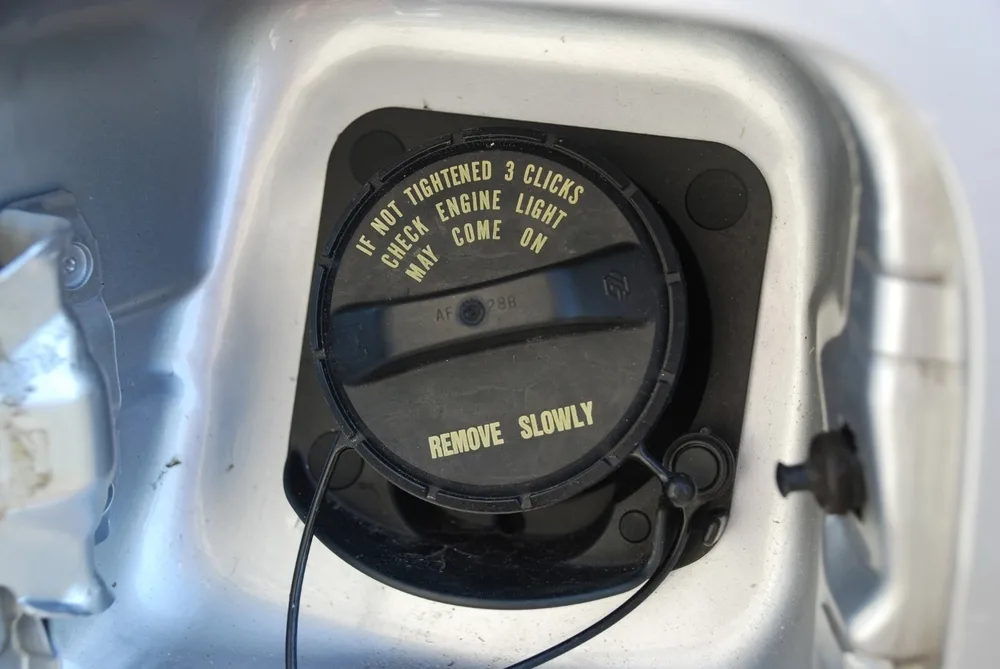 IF NOT TIGHTENED 3 CLICKS
CHECK ENGINE LIGHT
MAY COME ON
REMOVE SLOWLY